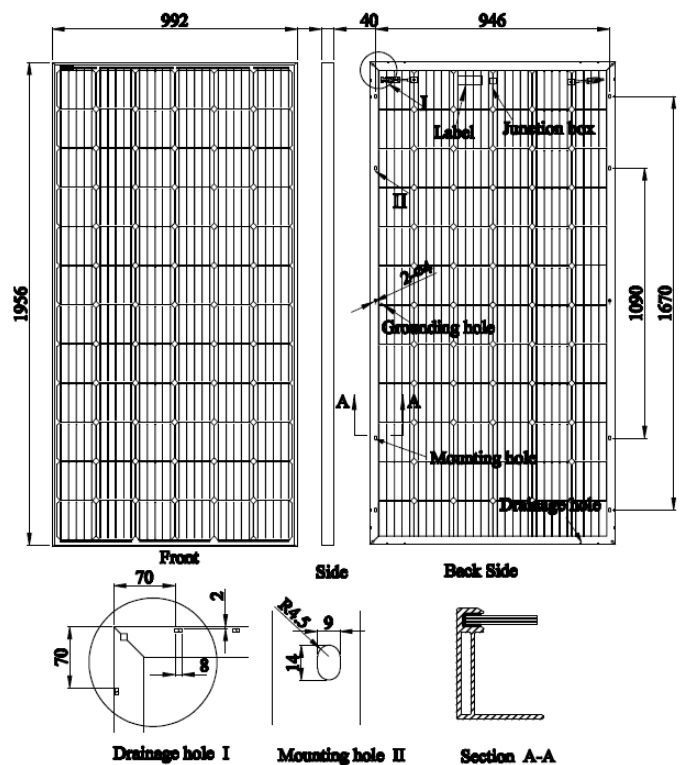 992
40
946
1956
I
Label
Junction box
II
2-ø4
Grounding hole
1090
1670
A
A
Mounting hole
Drainage hole
Front
Side
Back Side
70
2
70
8
R4.5
9
14
Drainage hole I
Mounting hole II
Section A-A